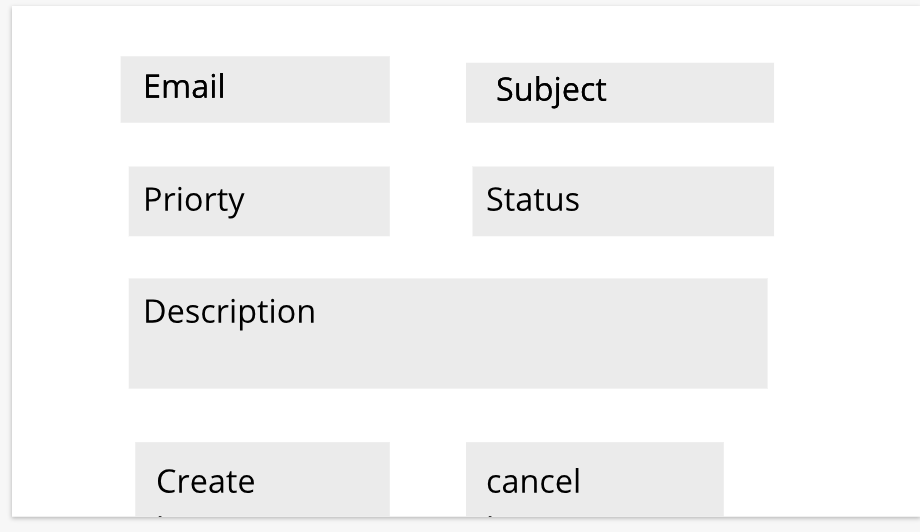 Email
Subject
Priorty
Status
Description
Create
cancel